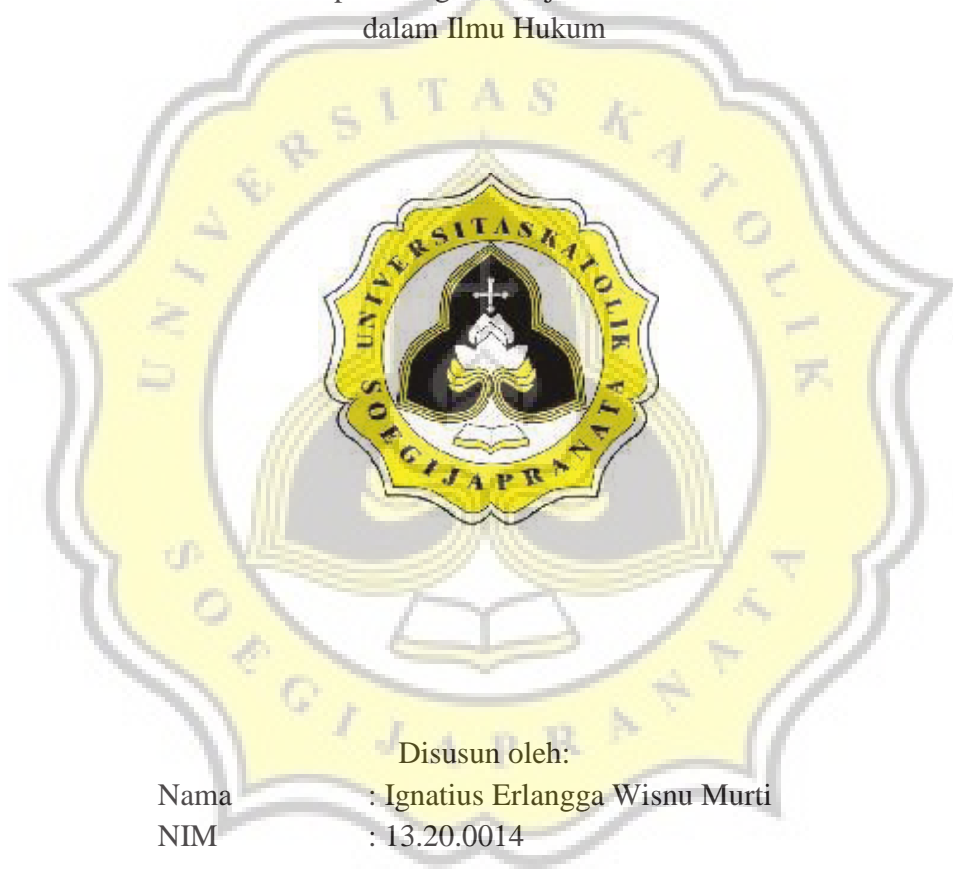 dalam Ilmu Hukum
UNIVERSITAS KATOLIK
SOEGIJAPRANATA
UNIVERSITAS KATOLIK
SOEGIJAPRANATA
Disusun oleh:
Nama : Ignatius Erlangga Wisnu Murti
NIM : 13.20.0014